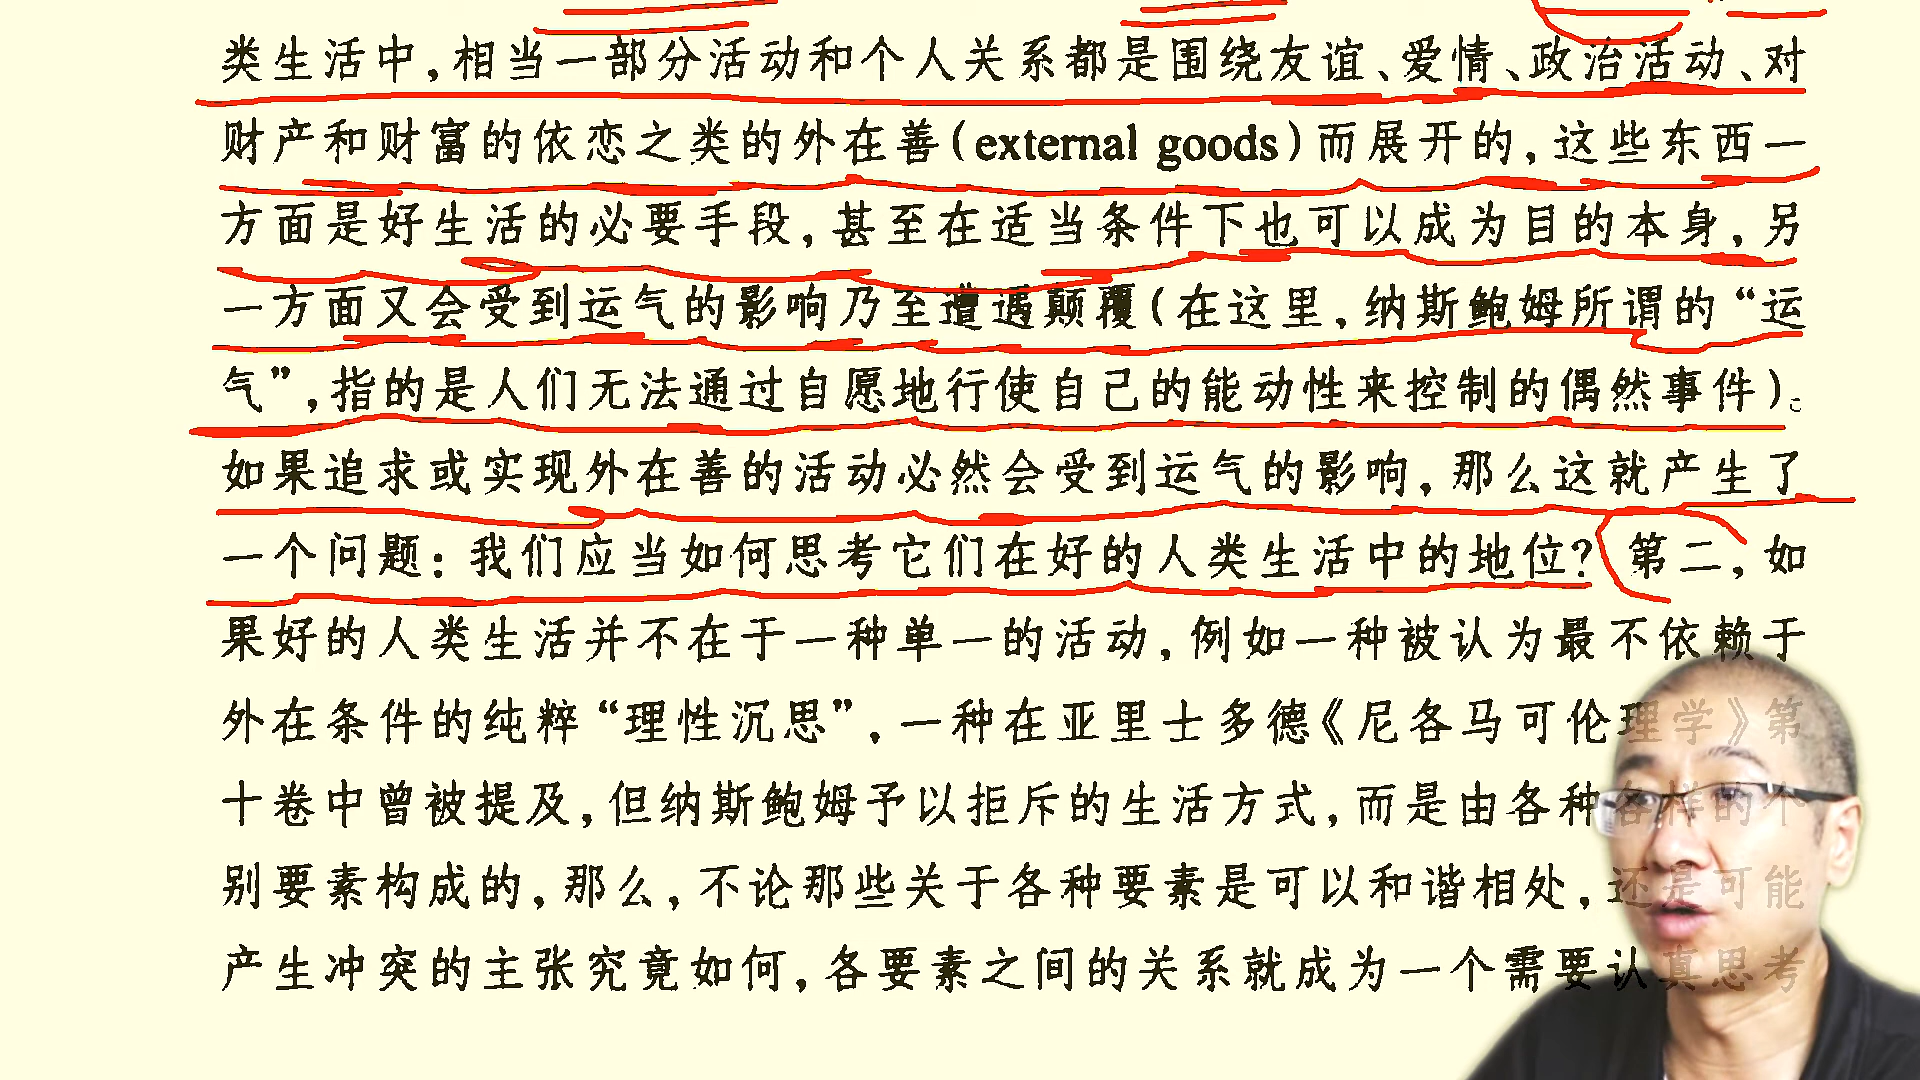 类生活中,相当一部分活动和个人关系都是围绕友谊、爱情、政治活动、对
财产和财富的依恋之类的外在善(external goods)而展开的,这些东西一
方面是好生活的必要手段,甚至在适当条件下也可以成为目的本身,另
一方面又会受到运气的影响乃至遭遇颠覆(在这里,纳斯鲍姆所谓的“运
气”,指的是人们无法通过自愿地行使自己的能动性来控制的偶然事件)。
如果追求或实现外在善的活动必然会受到运气的影响,那么这就产生了
一个问题:我们应当如何思考它们在好的人类生活中的地位?第二,如
果好的人类生活并不在于一种单一的活动,例如一种被认为最不依赖于
外在条件的纯粹“理性沉思”,一种在亚里士多德《尼各马可伦理学》第
十卷中曾被提及,但纳斯鲍姆予以拒斥的生活方式,而是由各种各样的个
别要素构成的,那么,不论那些关于各种要素是可以和谐相处,还是可能
产生冲突的主张究竟如何,各要素之间的关系就成为一个需要认真思考